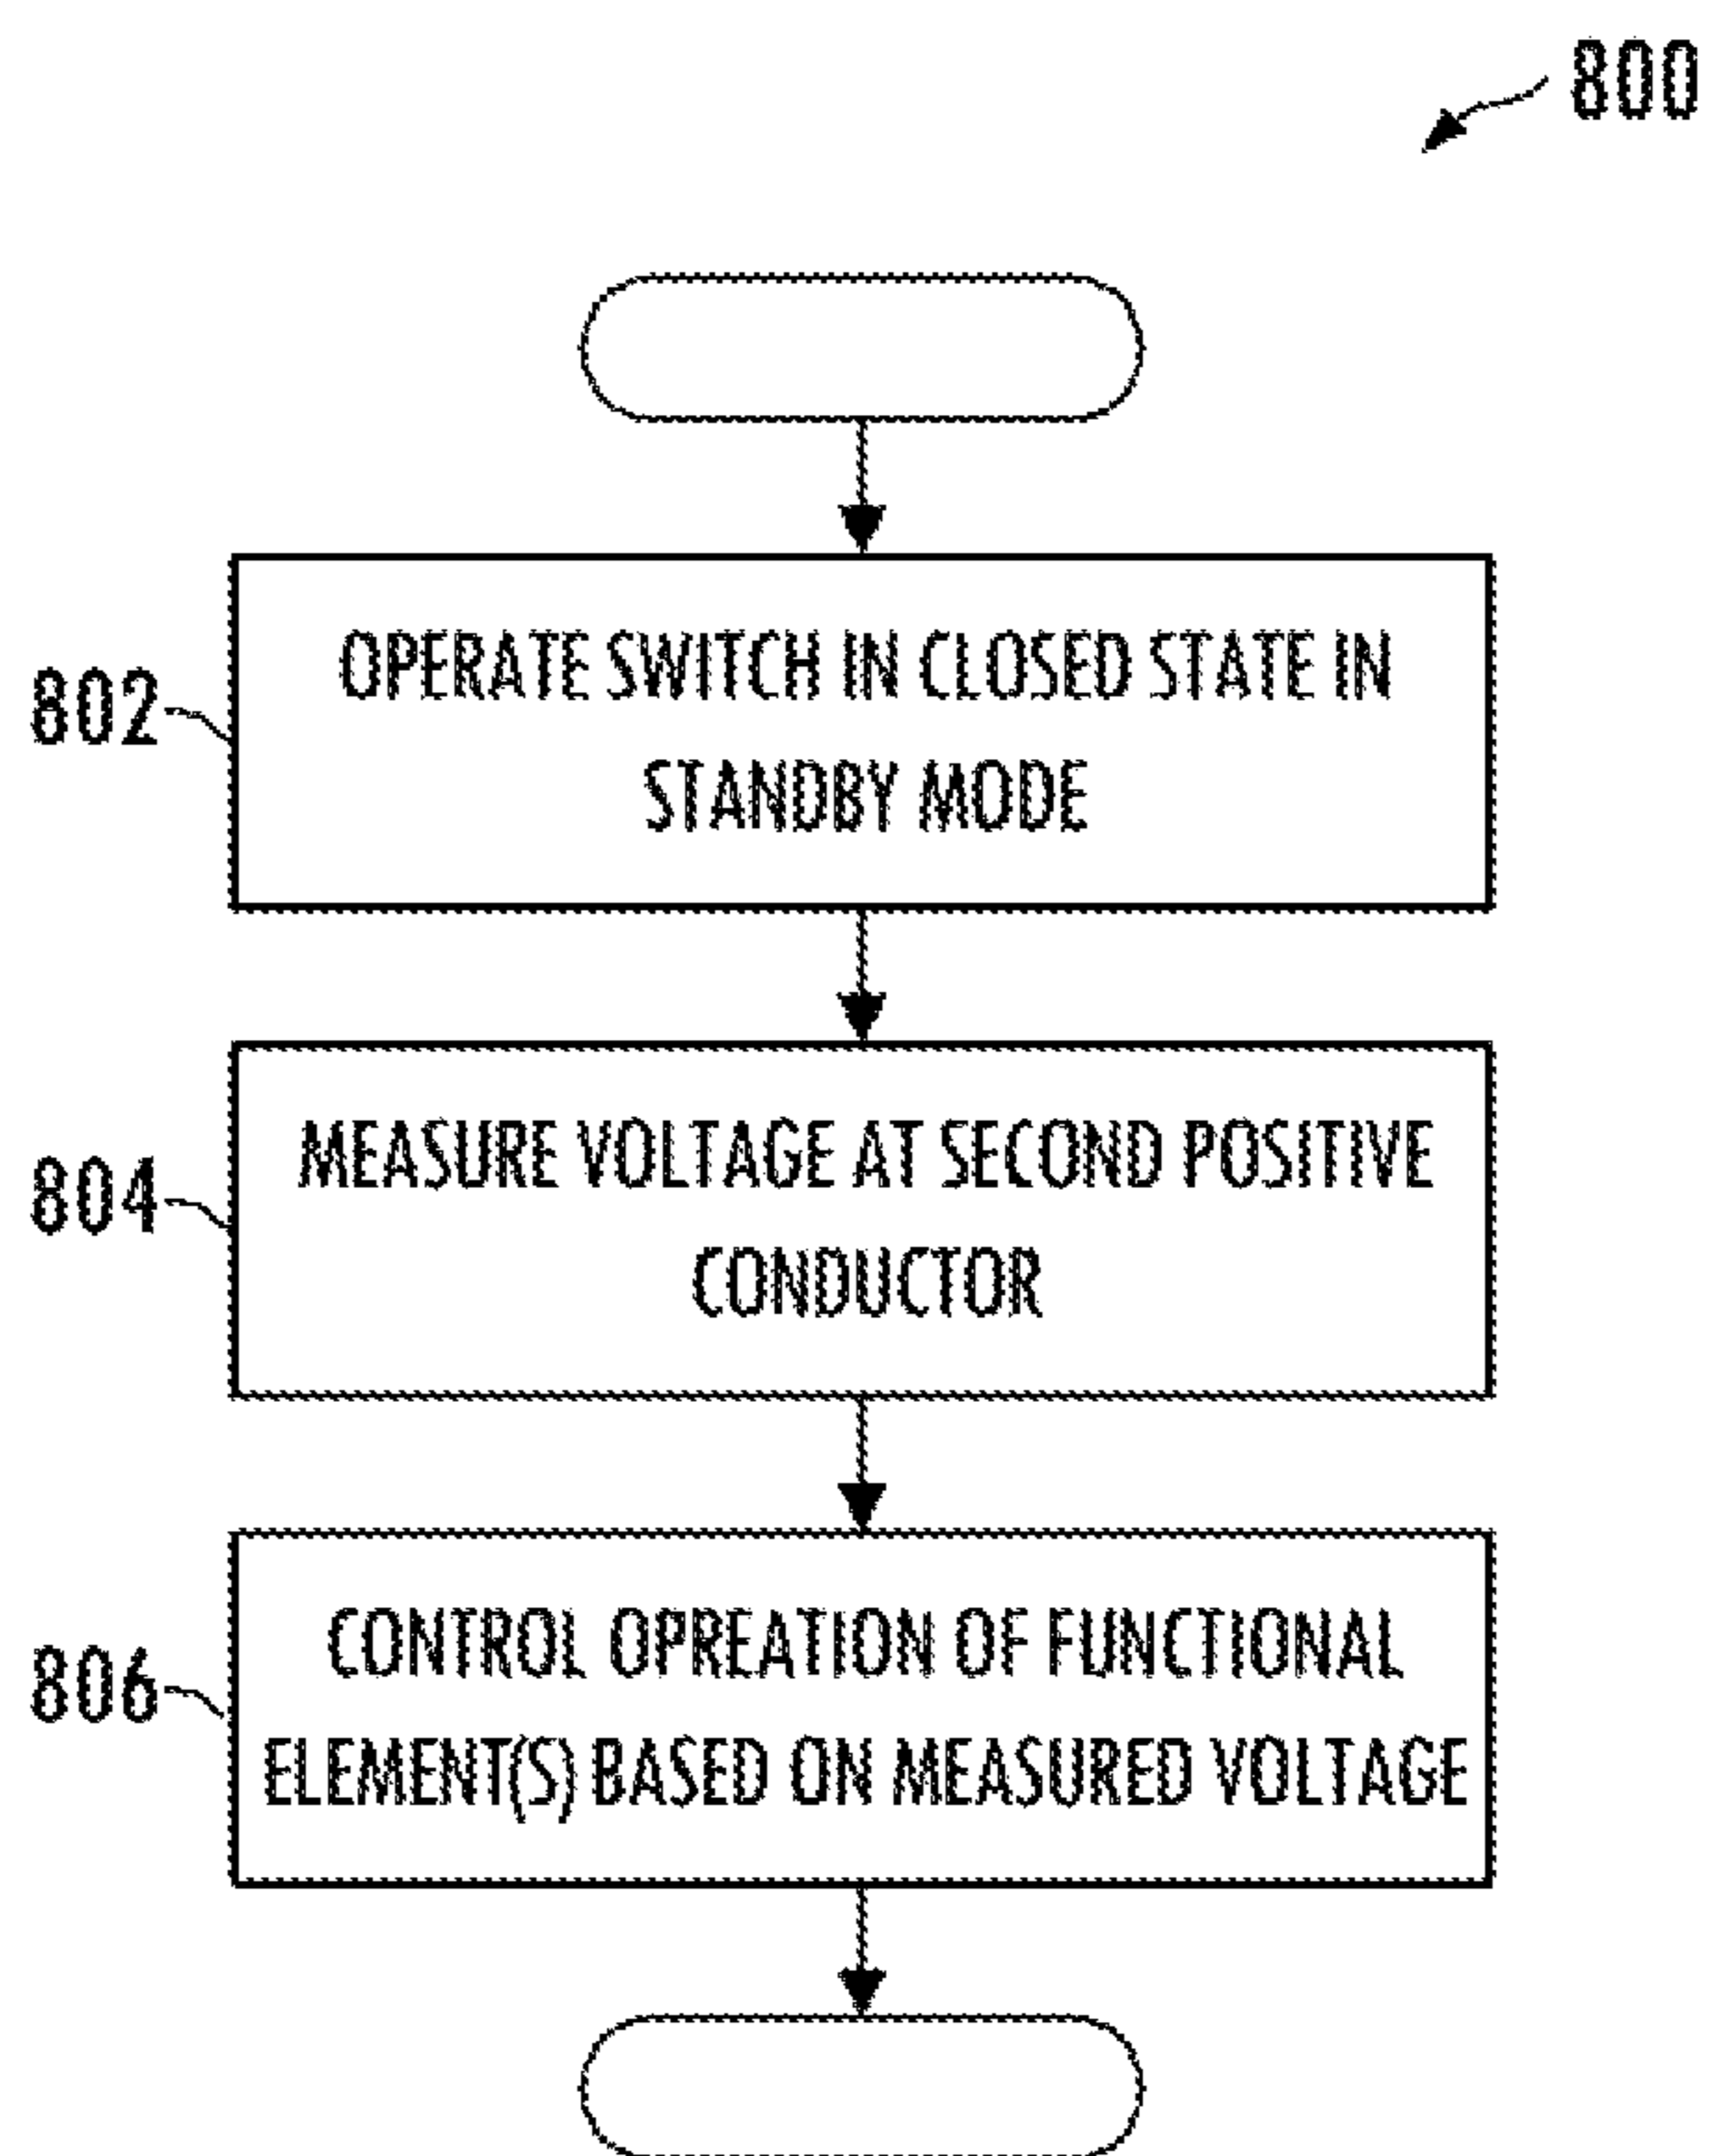 800
OPERATE SWITCH IN CLOSED STATE IN
STANDBY MODE
802
MEASURE VOLTAGE AT SECOND POSITIVE
CONDUCTOR
804
CONTROL OPREATION OF FUNCTIONAL
ELEMENT(S) BASED ON MEASURED VOLTAGE
806